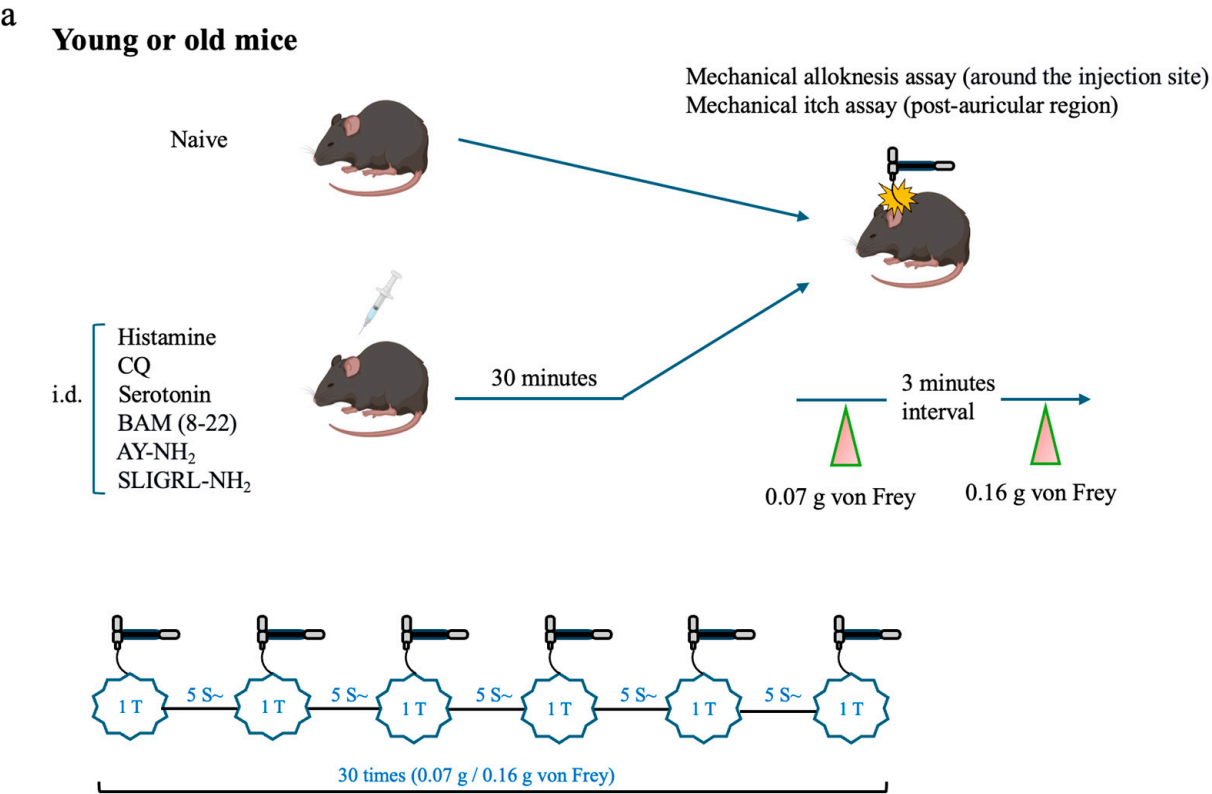 a
Young or old mice
Mechanical alloknesis assay (around the injection site)
Mechanical itch assay (post-auricular region)
Naive
i.d.
Histamine
CQ
Serotonin
BAM (8-22)
AY-NH₂
SLIGRL-NH₂
30 minutes
3 minutes
interval
0.07 g von Frey
0.16 g von Frey
1 T 5 S~ 1 T 5 S~ 1 T 5 S~ 1 T 5 S~ 1 T 5 S~ 1 T
30 times (0.07 g / 0.16 g von Frey)